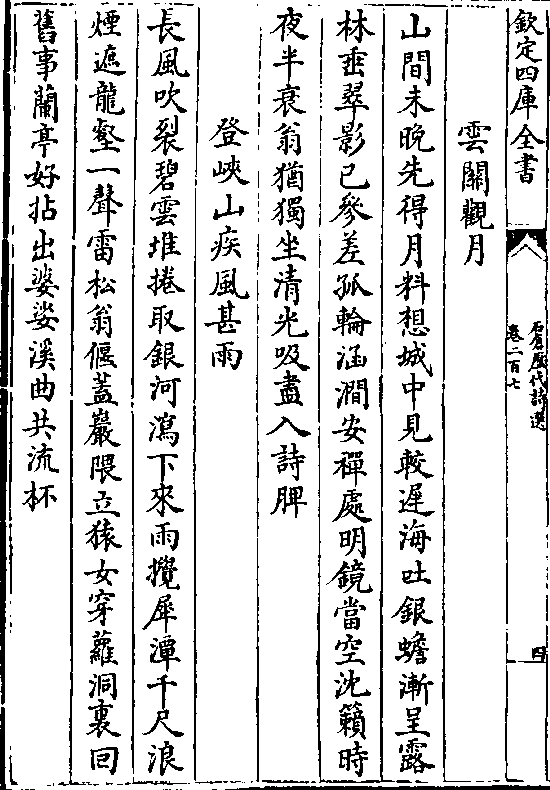 欽定四庫全書
石倉歷代詩選
卷二百七
四
雲關觀月
山間未晚先得月料想城中見較遲海吐銀蟾漸呈露
林垂翠影已參差孤輪涵澗安禪處明鏡當空沈籟時
夜半衰翁猶獨坐清光吸盡入詩脾
登峽山疾風甚雨
長風吹裂碧雲堆捲取銀河瀉下來雨攪犀潭千尺浪
煙遮龍壑一聲雷松翁偃蓋巖隈立猿女穿蘿洞裏回
舊事蘭亭好拈出婆娑溪曲共流杯